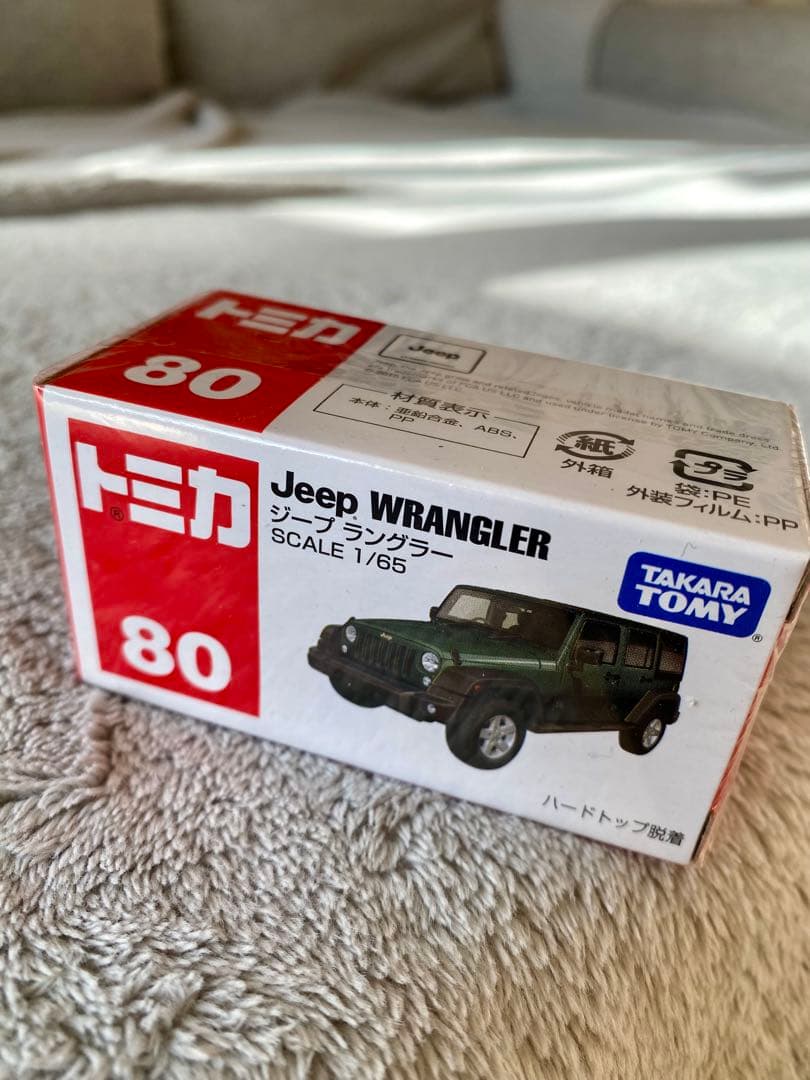 トミカ
80
Jeep
材質表示
本体:亜鉛合金、ABS、
PP
紙
外箱
プラ
袋:PE
外装フィルム:PP
トミカ®
80
Jeep® WRANGLER
ジープ ラングラー
SCALE 1/65
TAKARA
TOMY®
ハードトップ脱着